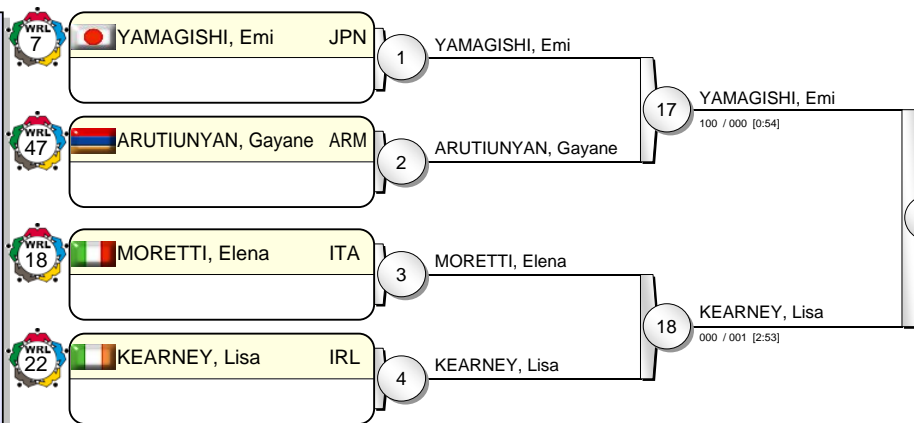 WRL
7
YAMAGISHI, Emi JPN
1
YAMAGISHI, Emi
WRL
47
ARUTIUNYAN, Gayane ARM
2
ARUTIUNYAN, Gayane
17
YAMAGISHI, Emi
100 / 000 [0:54]
WRL
18
MORETTI, Elena ITA
3
MORETTI, Elena
WRL
22
KEARNEY, Lisa IRL
4
KEARNEY, Lisa
18
KEARNEY, Lisa
000 / 001 [2:53]